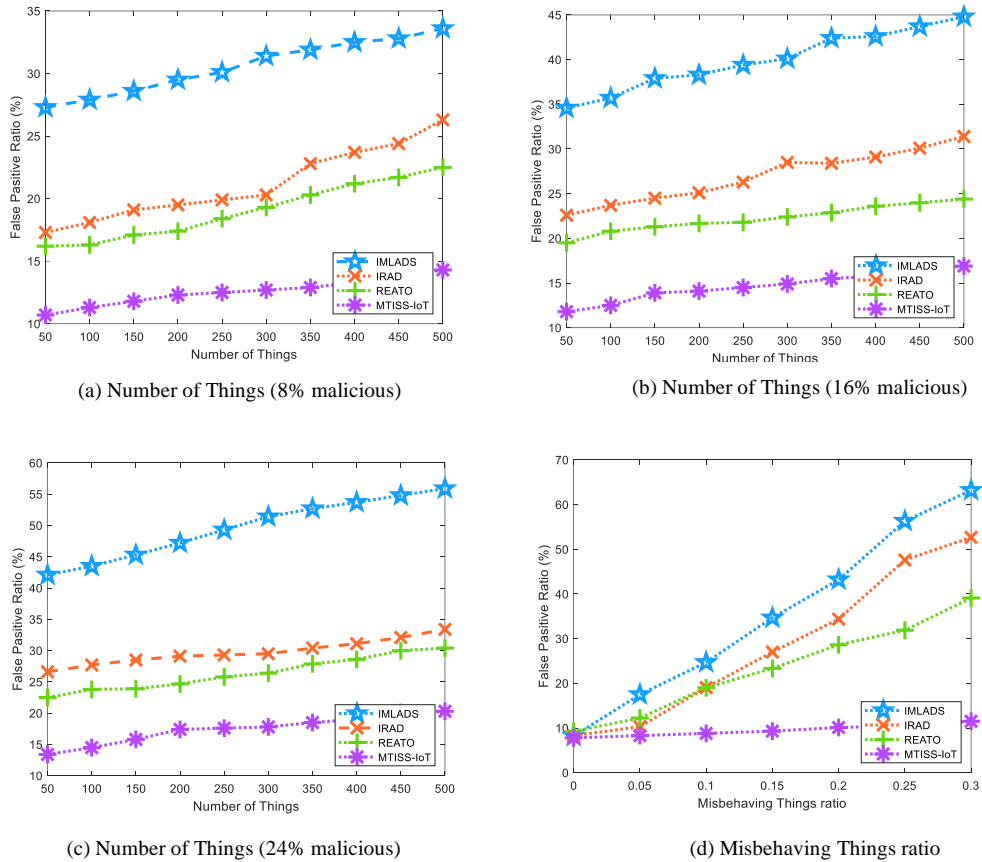 35
30
25
20
15
10
False Pasitive Ratio (%)
50 100 150 200 250 300 350 400 450 500
Number of Things
IMLADS
IRAD
REATO
MTISS-IoT
(a) Number of Things (8% malicious)
45
40
35
30
25
20
15
10
False Pasitive Ratio (%)
50 100 150 200 250 300 350 400 450 500
Number of Things
IMLADS
IRAD
REATO
MTISS-IoT
(b) Number of Things (16% malicious)
60
55
50
45
40
35
30
25
20
15
10
False Pasitive Ratio (%)
50 100 150 200 250 300 350 400 450 500
Number of Things
IMLADS
IRAD
REATO
MTISS-IoT
(c) Number of Things (24% malicious)
70
60
50
40
30
20
10
0
False Pasitive Ratio (%)
0 0.05 0.1 0.15 0.2 0.25 0.3
Misbehaving Things ratio
IMLADS
IRAD
REATO
MTISS-IoT
(d) Misbehaving Things ratio